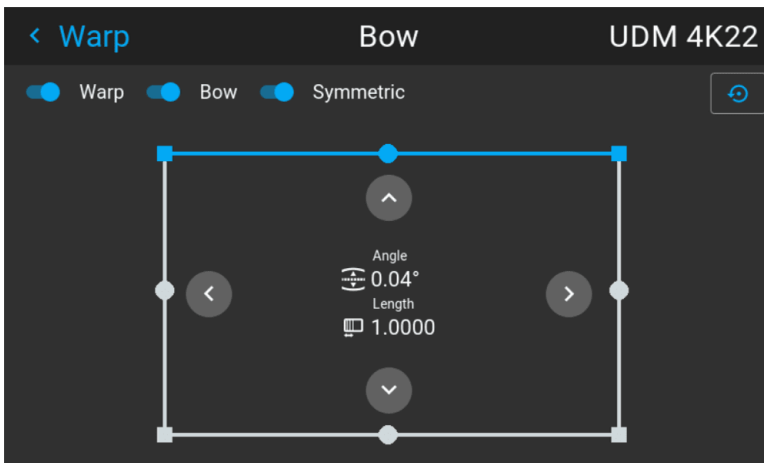 Warp Bow UDM 4K22
Warp Bow Symmetric
Angle
0.04°
Length
1.0000